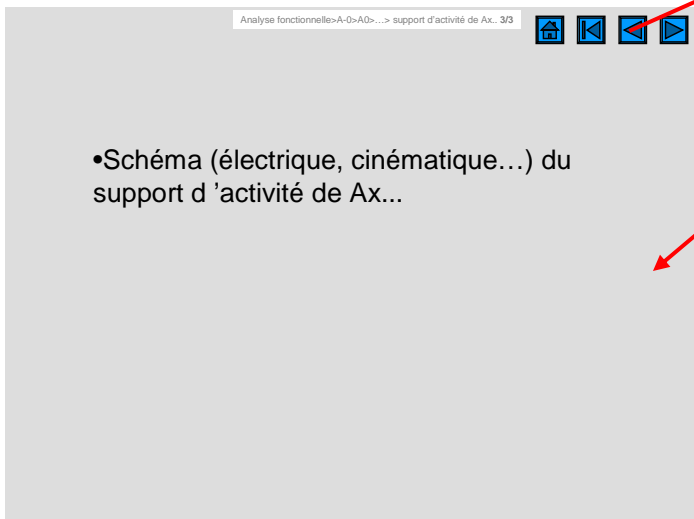 Analyse fonctionnelle>A-0>A0>…> support d'activité de Ax.. 3/3
•Schéma (électrique, cinématique…) du
support d ’activité de Ax...